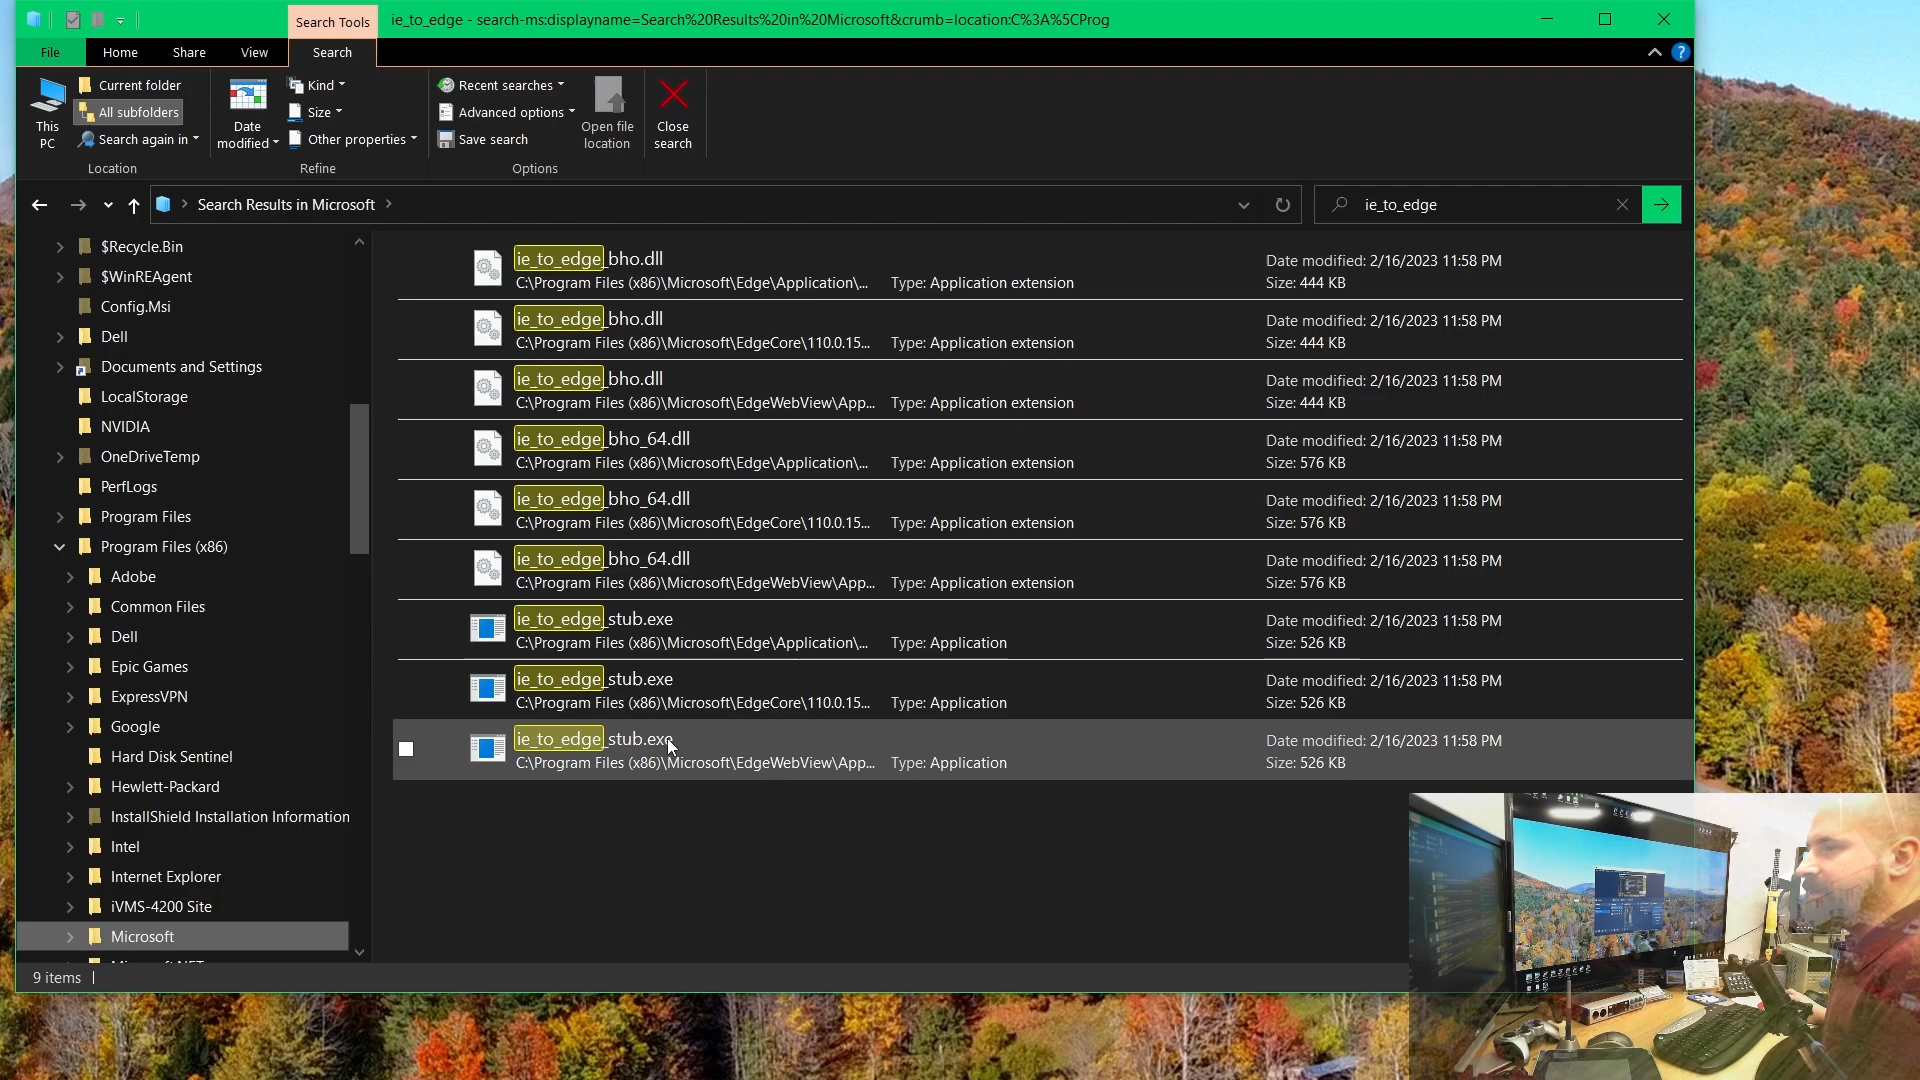 Search Tools
ie_to_edge - search-ms:displayname=Search%20Results%20in%20Microsoft&crumb=location:C%3A%5CProg
File
Home
Share
View
Search
?
This PC
Current folder
All subfolders
Search again in
Location
Date modified
Kind
Size
Other properties
Refine
Recent searches
Advanced options
Save search
Options
Open file location
Close search
Search Results in Microsoft
ie_to_edge
$Recycle.Bin
$WinREAgent
Config.Msi
Dell
Documents and Settings
LocalStorage
NVIDIA
OneDriveTemp
PerfLogs
Program Files
Program Files (x86)
Adobe
Common Files
Dell
Epic Games
ExpressVPN
Google
Hard Disk Sentinel
Hewlett-Packard
InstallShield Installation Information
Intel
Internet Explorer
iVMS-4200 Site
Microsoft
Microsoft.NET
ie_to_edge_bho.dll
Date modified: 2/16/2023 11:58 PM
C:\Program Files (x86)\Microsoft\Edge\Application\... Type: Application extension Size: 444 KB
ie_to_edge_bho.dll
Date modified: 2/16/2023 11:58 PM
C:\Program Files (x86)\Microsoft\EdgeCore\110.0.15... Type: Application extension Size: 444 KB
ie_to_edge_bho.dll
Date modified: 2/16/2023 11:58 PM
C:\Program Files (x86)\Microsoft\EdgeWebView\App... Type: Application extension Size: 444 KB
ie_to_edge_bho_64.dll
Date modified: 2/16/2023 11:58 PM
C:\Program Files (x86)\Microsoft\Edge\Application\... Type: Application extension Size: 576 KB
ie_to_edge_bho_64.dll
Date modified: 2/16/2023 11:58 PM
C:\Program Files (x86)\Microsoft\EdgeCore\110.0.15... Type: Application extension Size: 576 KB
ie_to_edge_bho_64.dll
Date modified: 2/16/2023 11:58 PM
C:\Program Files (x86)\Microsoft\EdgeWebView\App... Type: Application extension Size: 576 KB
ie_to_edge_stub.exe
Date modified: 2/16/2023 11:58 PM
C:\Program Files (x86)\Microsoft\Edge\Application\... Type: Application Size: 526 KB
ie_to_edge_stub.exe
Date modified: 2/16/2023 11:58 PM
C:\Program Files (x86)\Microsoft\EdgeCore\110.0.15... Type: Application Size: 526 KB
ie_to_edge_stub.exe
Date modified: 2/16/2023 11:58 PM
C:\Program Files (x86)\Microsoft\EdgeWebView\App... Type: Application Size: 526 KB
9 items